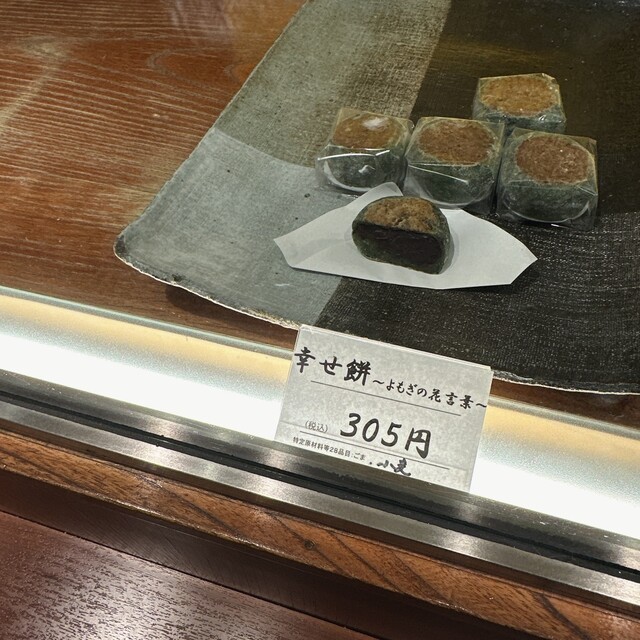 幸せ餅 ～よもぎの花言葉～
(税込) 305円
特定原材料等28品目:ごま、小麦